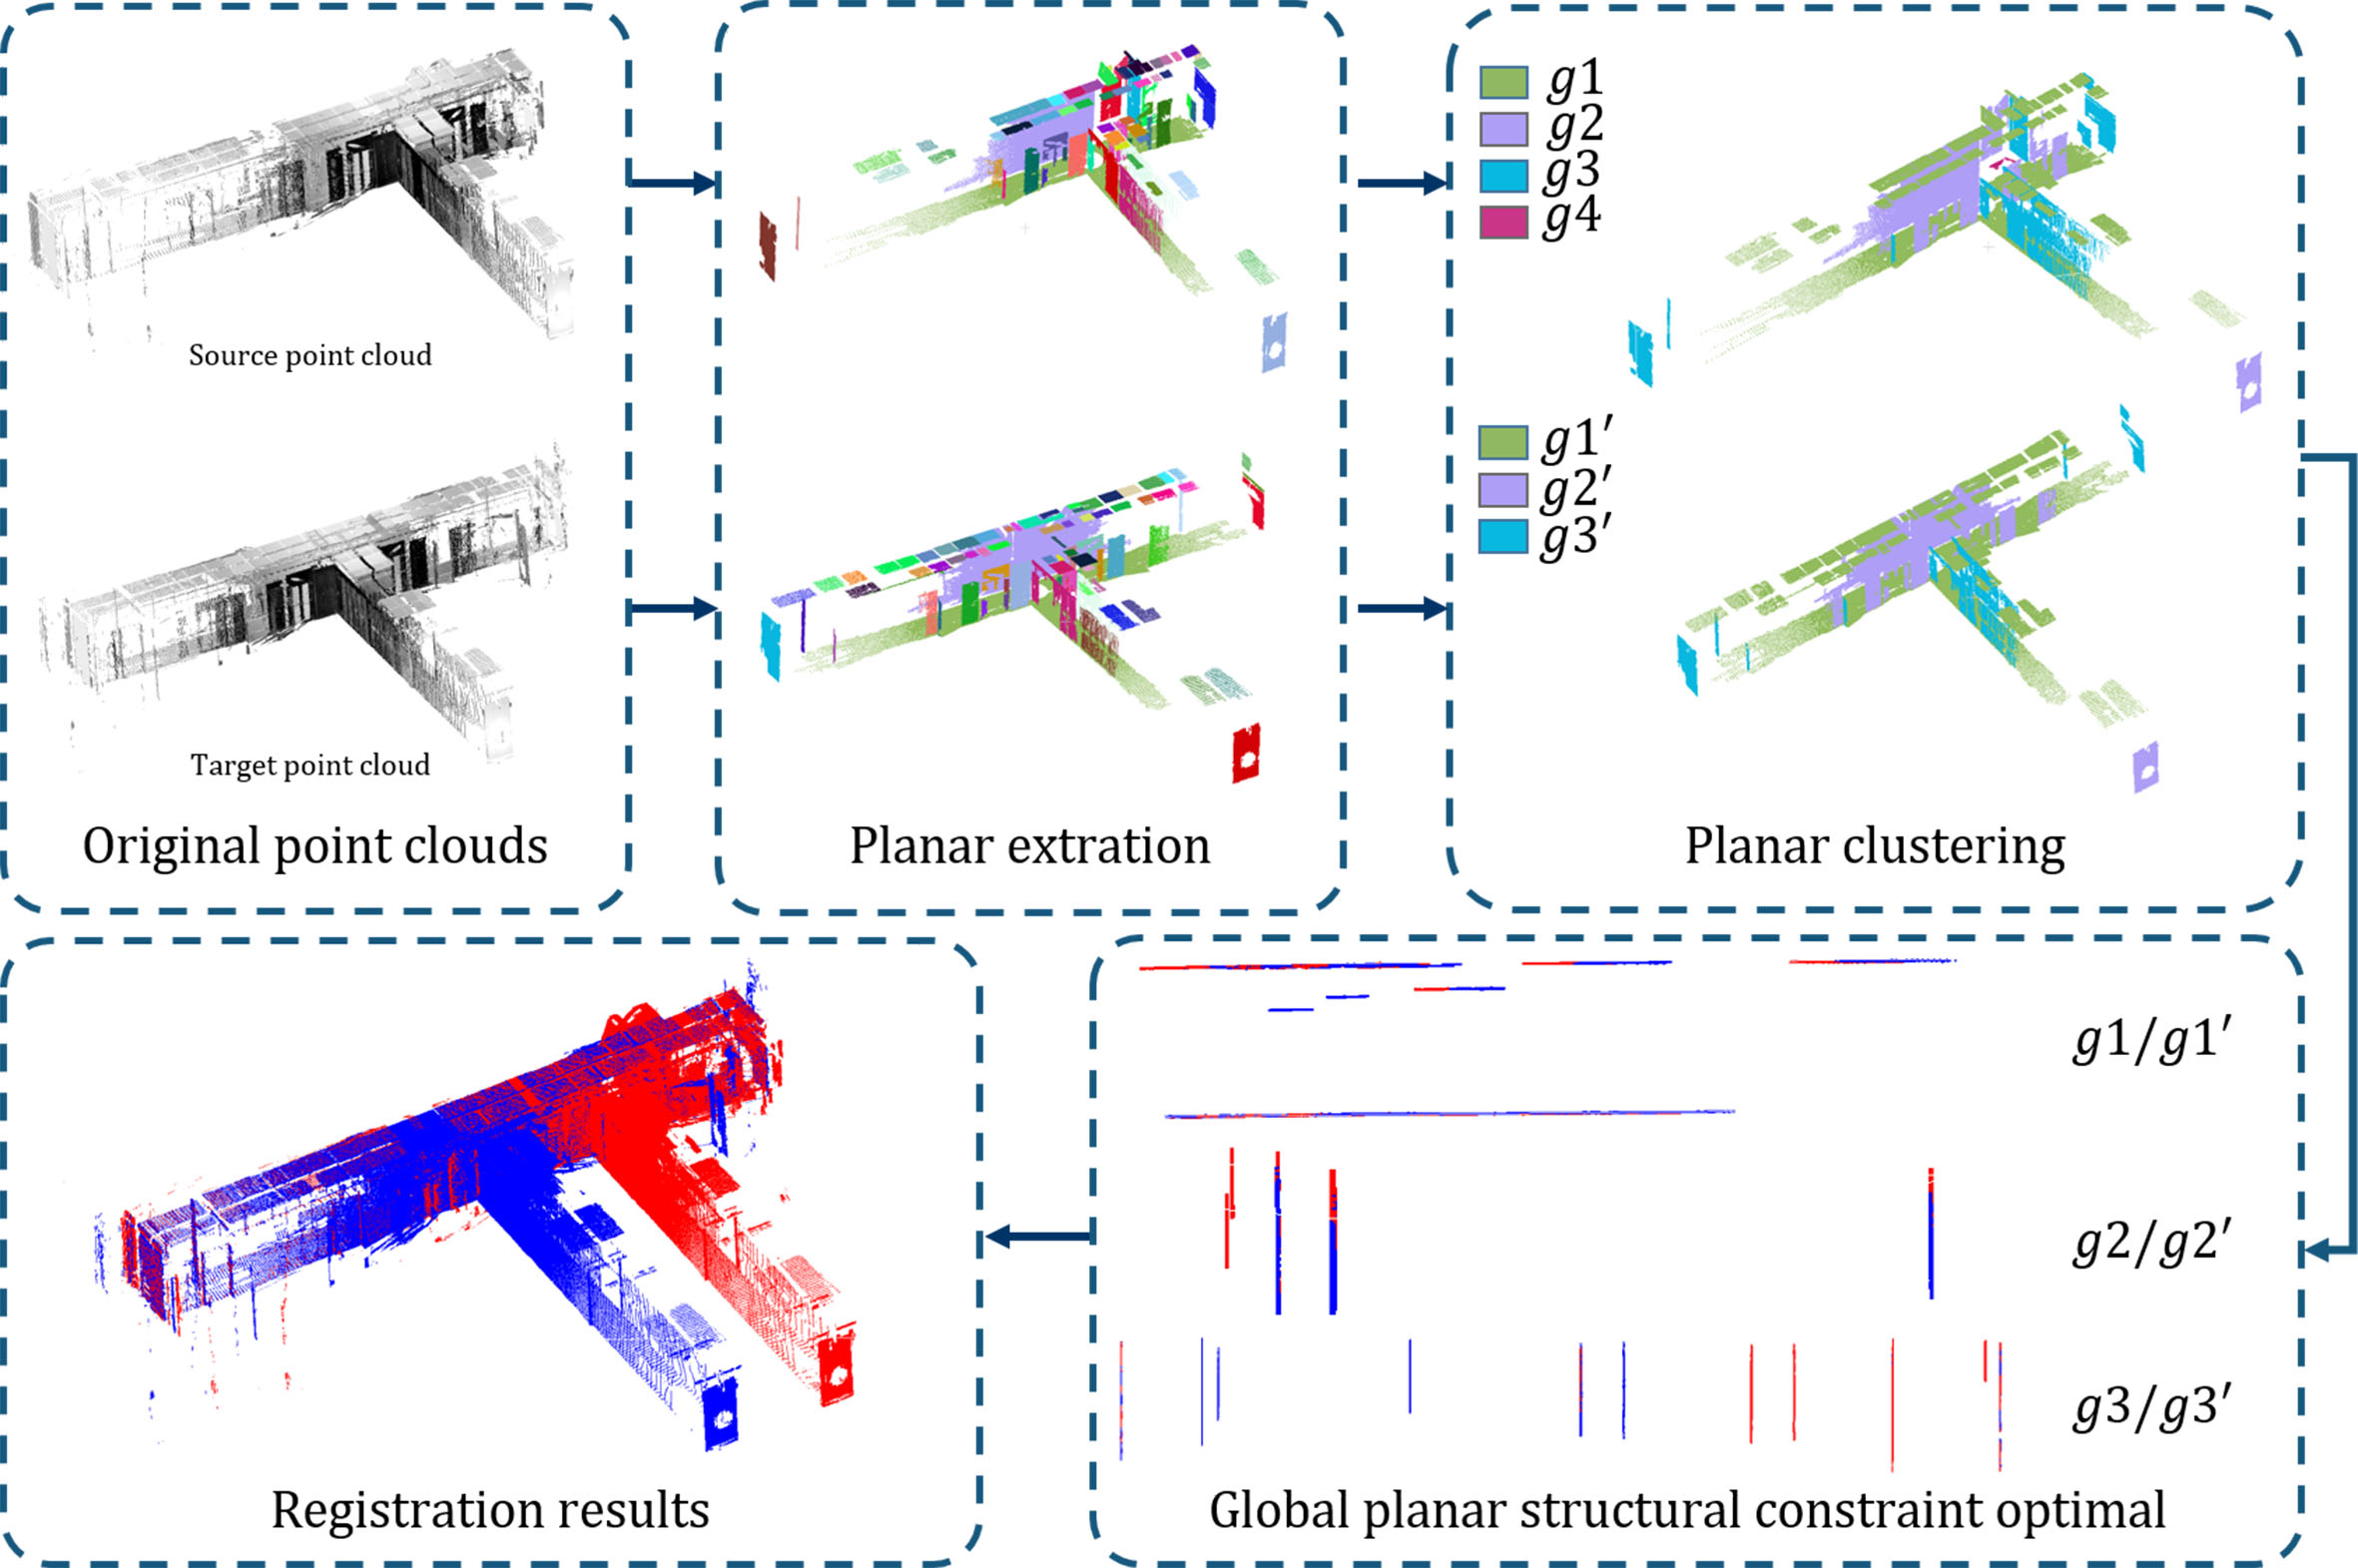 Source point cloud
Target point cloud
Original point clouds
Planar extration
g1
g2
g3
g4
g1′
g2′
g3′
Planar clustering
Registration results
g1/g1′
g2/g2′
g3/g3′
Global planar structural constraint optimal